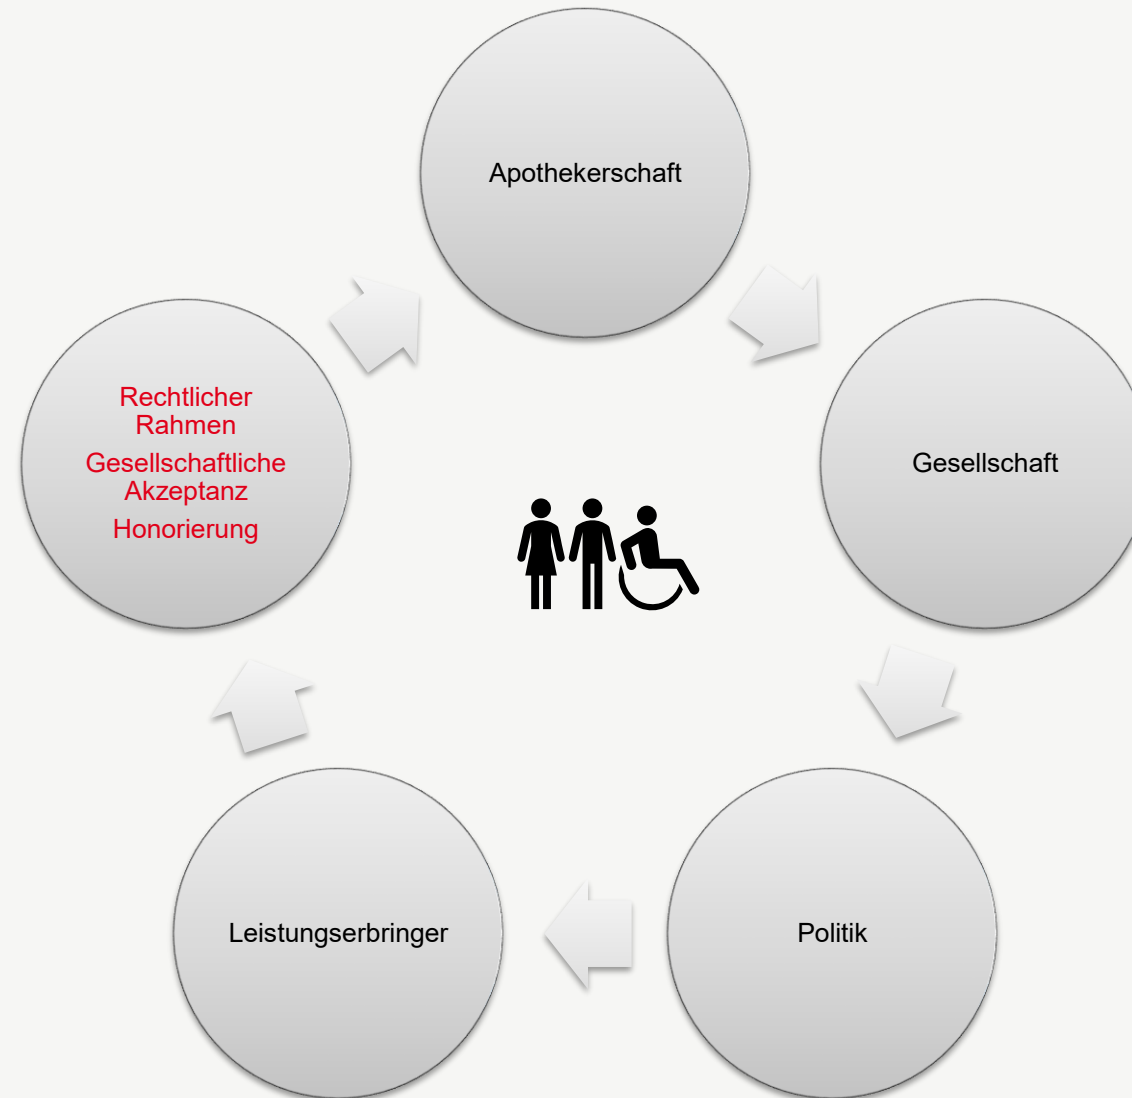 Apothekerschaft
Rechtlicher
Rahmen
Gesellschaftliche
Akzeptanz
Honorierung
Gesellschaft
Leistungserbringer
Politik